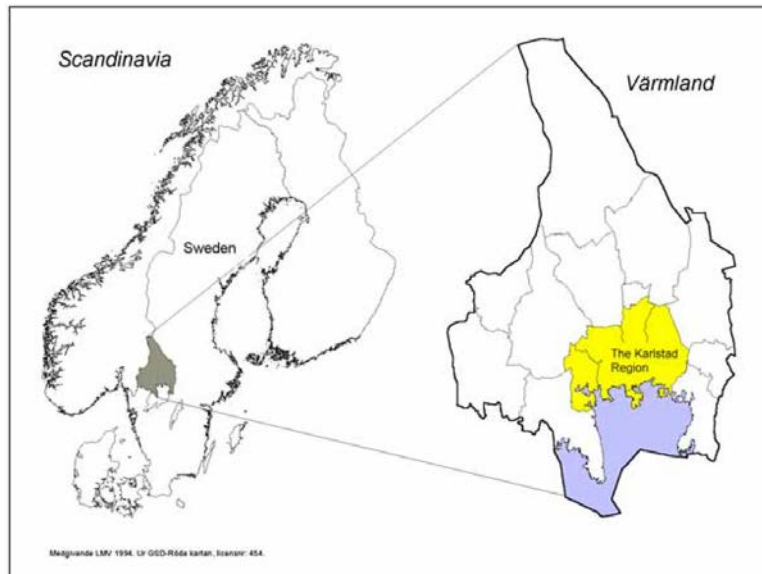 Scandinavia
Värmland
Sweden
The Karlstad
Region
Medgivande LMV 1994. Ur GSD-Röda kartan, licensnr: 454.